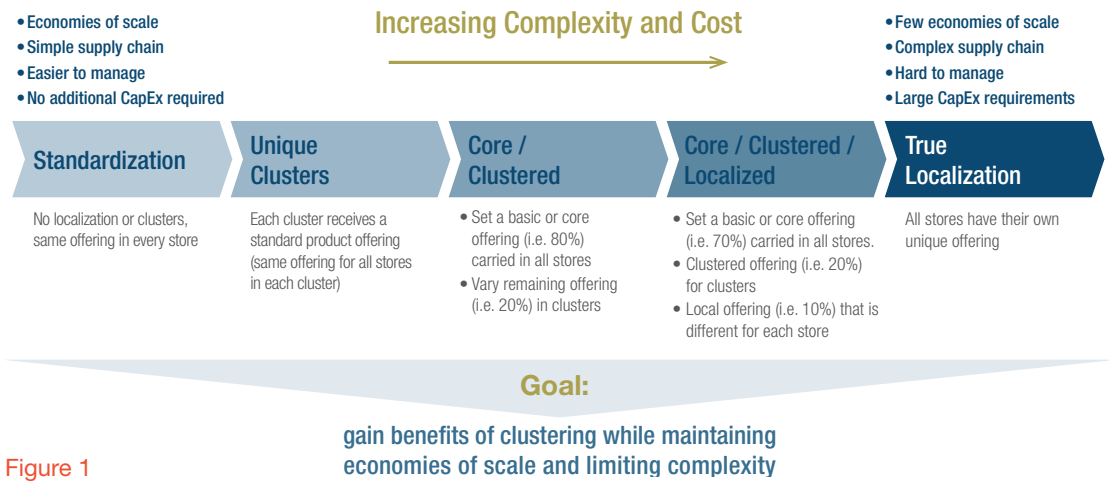 • Economies of scale
• Simple supply chain
• Easier to manage
• No additional CapEx required
Increasing Complexity and Cost
• Few economies of scale
• Complex supply chain
• Hard to manage
• Large CapEx requirements
Standardization
No localization or clusters,
same offering in every store
Unique
Clusters
Each cluster receives a
standard product offering
(same offering for all stores
in each cluster)
Core /
Clustered
• Set a basic or core
offering (i.e. 80%)
carried in all stores
• Vary remaining offering
(i.e. 20%) in clusters
Core / Clustered /
Localized
• Set a basic or core offering
(i.e. 70%) carried in all stores.
• Clustered offering (i.e. 20%)
for clusters
• Local offering (i.e. 10%) that is
different for each store
True
Localization
All stores have their own
unique offering
Goal:
gain benefits of clustering while maintaining
economies of scale and limiting complexity
Figure 1